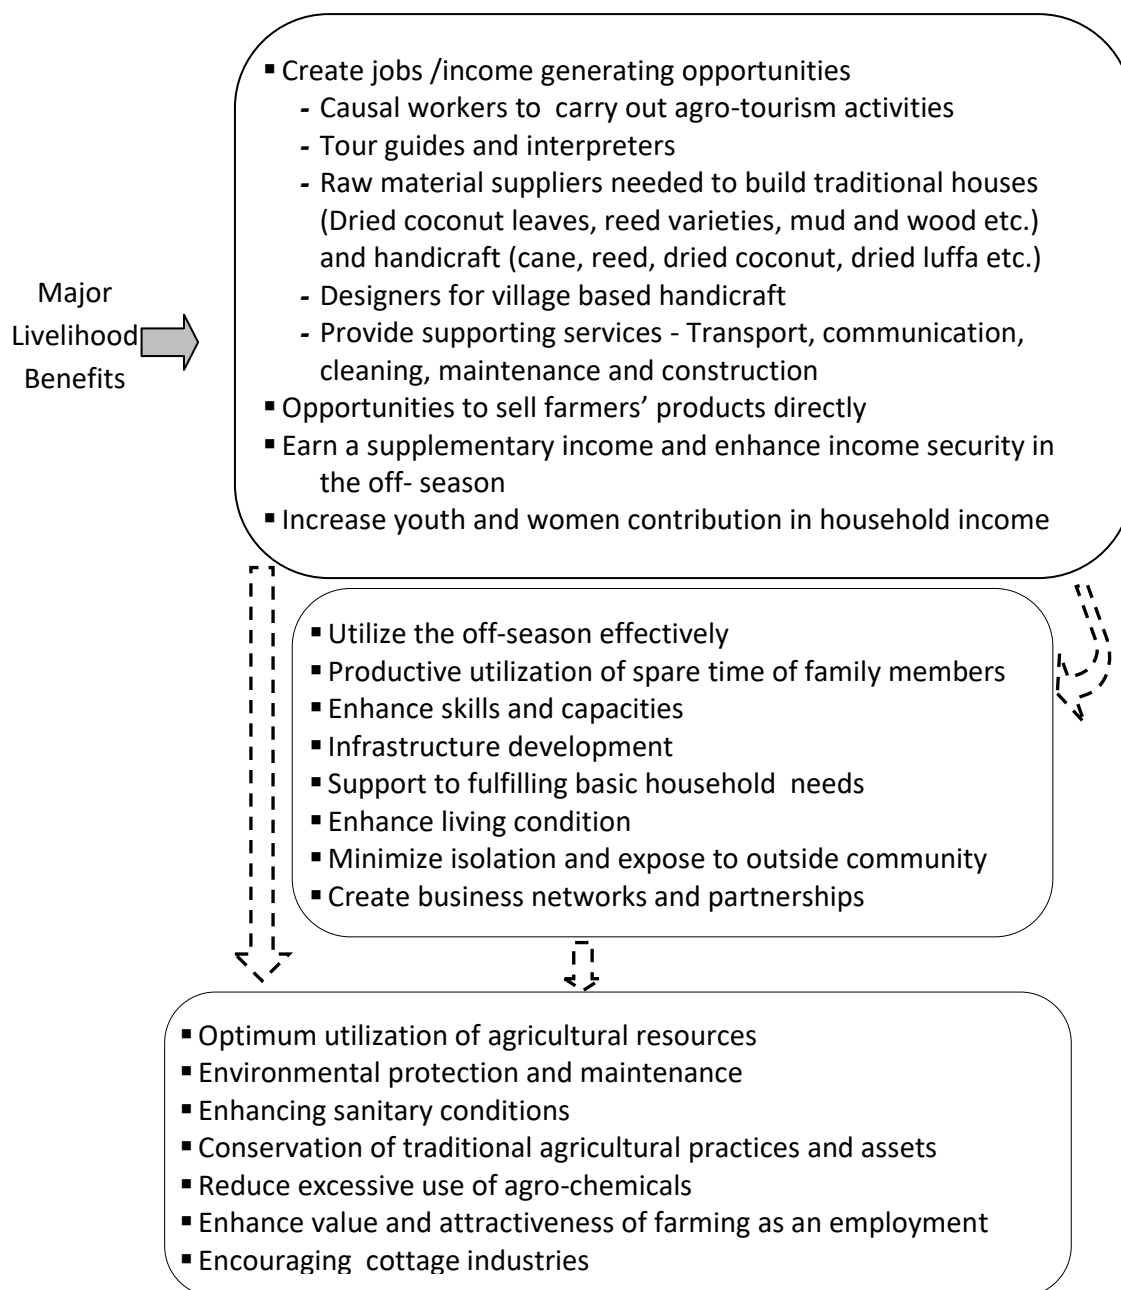 Major
Livelihood
Benefits
▪ Create jobs /income generating opportunities
- Causal workers to carry out agro-tourism activities
- Tour guides and interpreters
- Raw material suppliers needed to build traditional houses
(Dried coconut leaves, reed varieties, mud and wood etc.)
and handicraft (cane, reed, dried coconut, dried luffa etc.)
- Designers for village based handicraft
- Provide supporting services - Transport, communication,
cleaning, maintenance and construction
▪ Opportunities to sell farmers’ products directly
▪ Earn a supplementary income and enhance income security in
the off- season
▪ Increase youth and women contribution in household income
▪ Utilize the off-season effectively
▪ Productive utilization of spare time of family members
▪ Enhance skills and capacities
▪ Infrastructure development
▪ Support to fulfilling basic household needs
▪ Enhance living condition
▪ Minimize isolation and expose to outside community
▪ Create business networks and partnerships
▪ Optimum utilization of agricultural resources
▪ Environmental protection and maintenance
▪ Enhancing sanitary conditions
▪ Conservation of traditional agricultural practices and assets
▪ Reduce excessive use of agro-chemicals
▪ Enhance value and attractiveness of farming as an employment
▪ Encouraging cottage industries